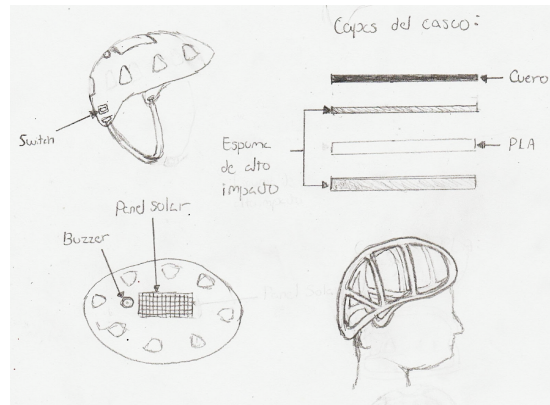 Capas del casco:
Cuero
Switch
Espuma
de alto
impacto
PLA
Panel solar
Buzzer